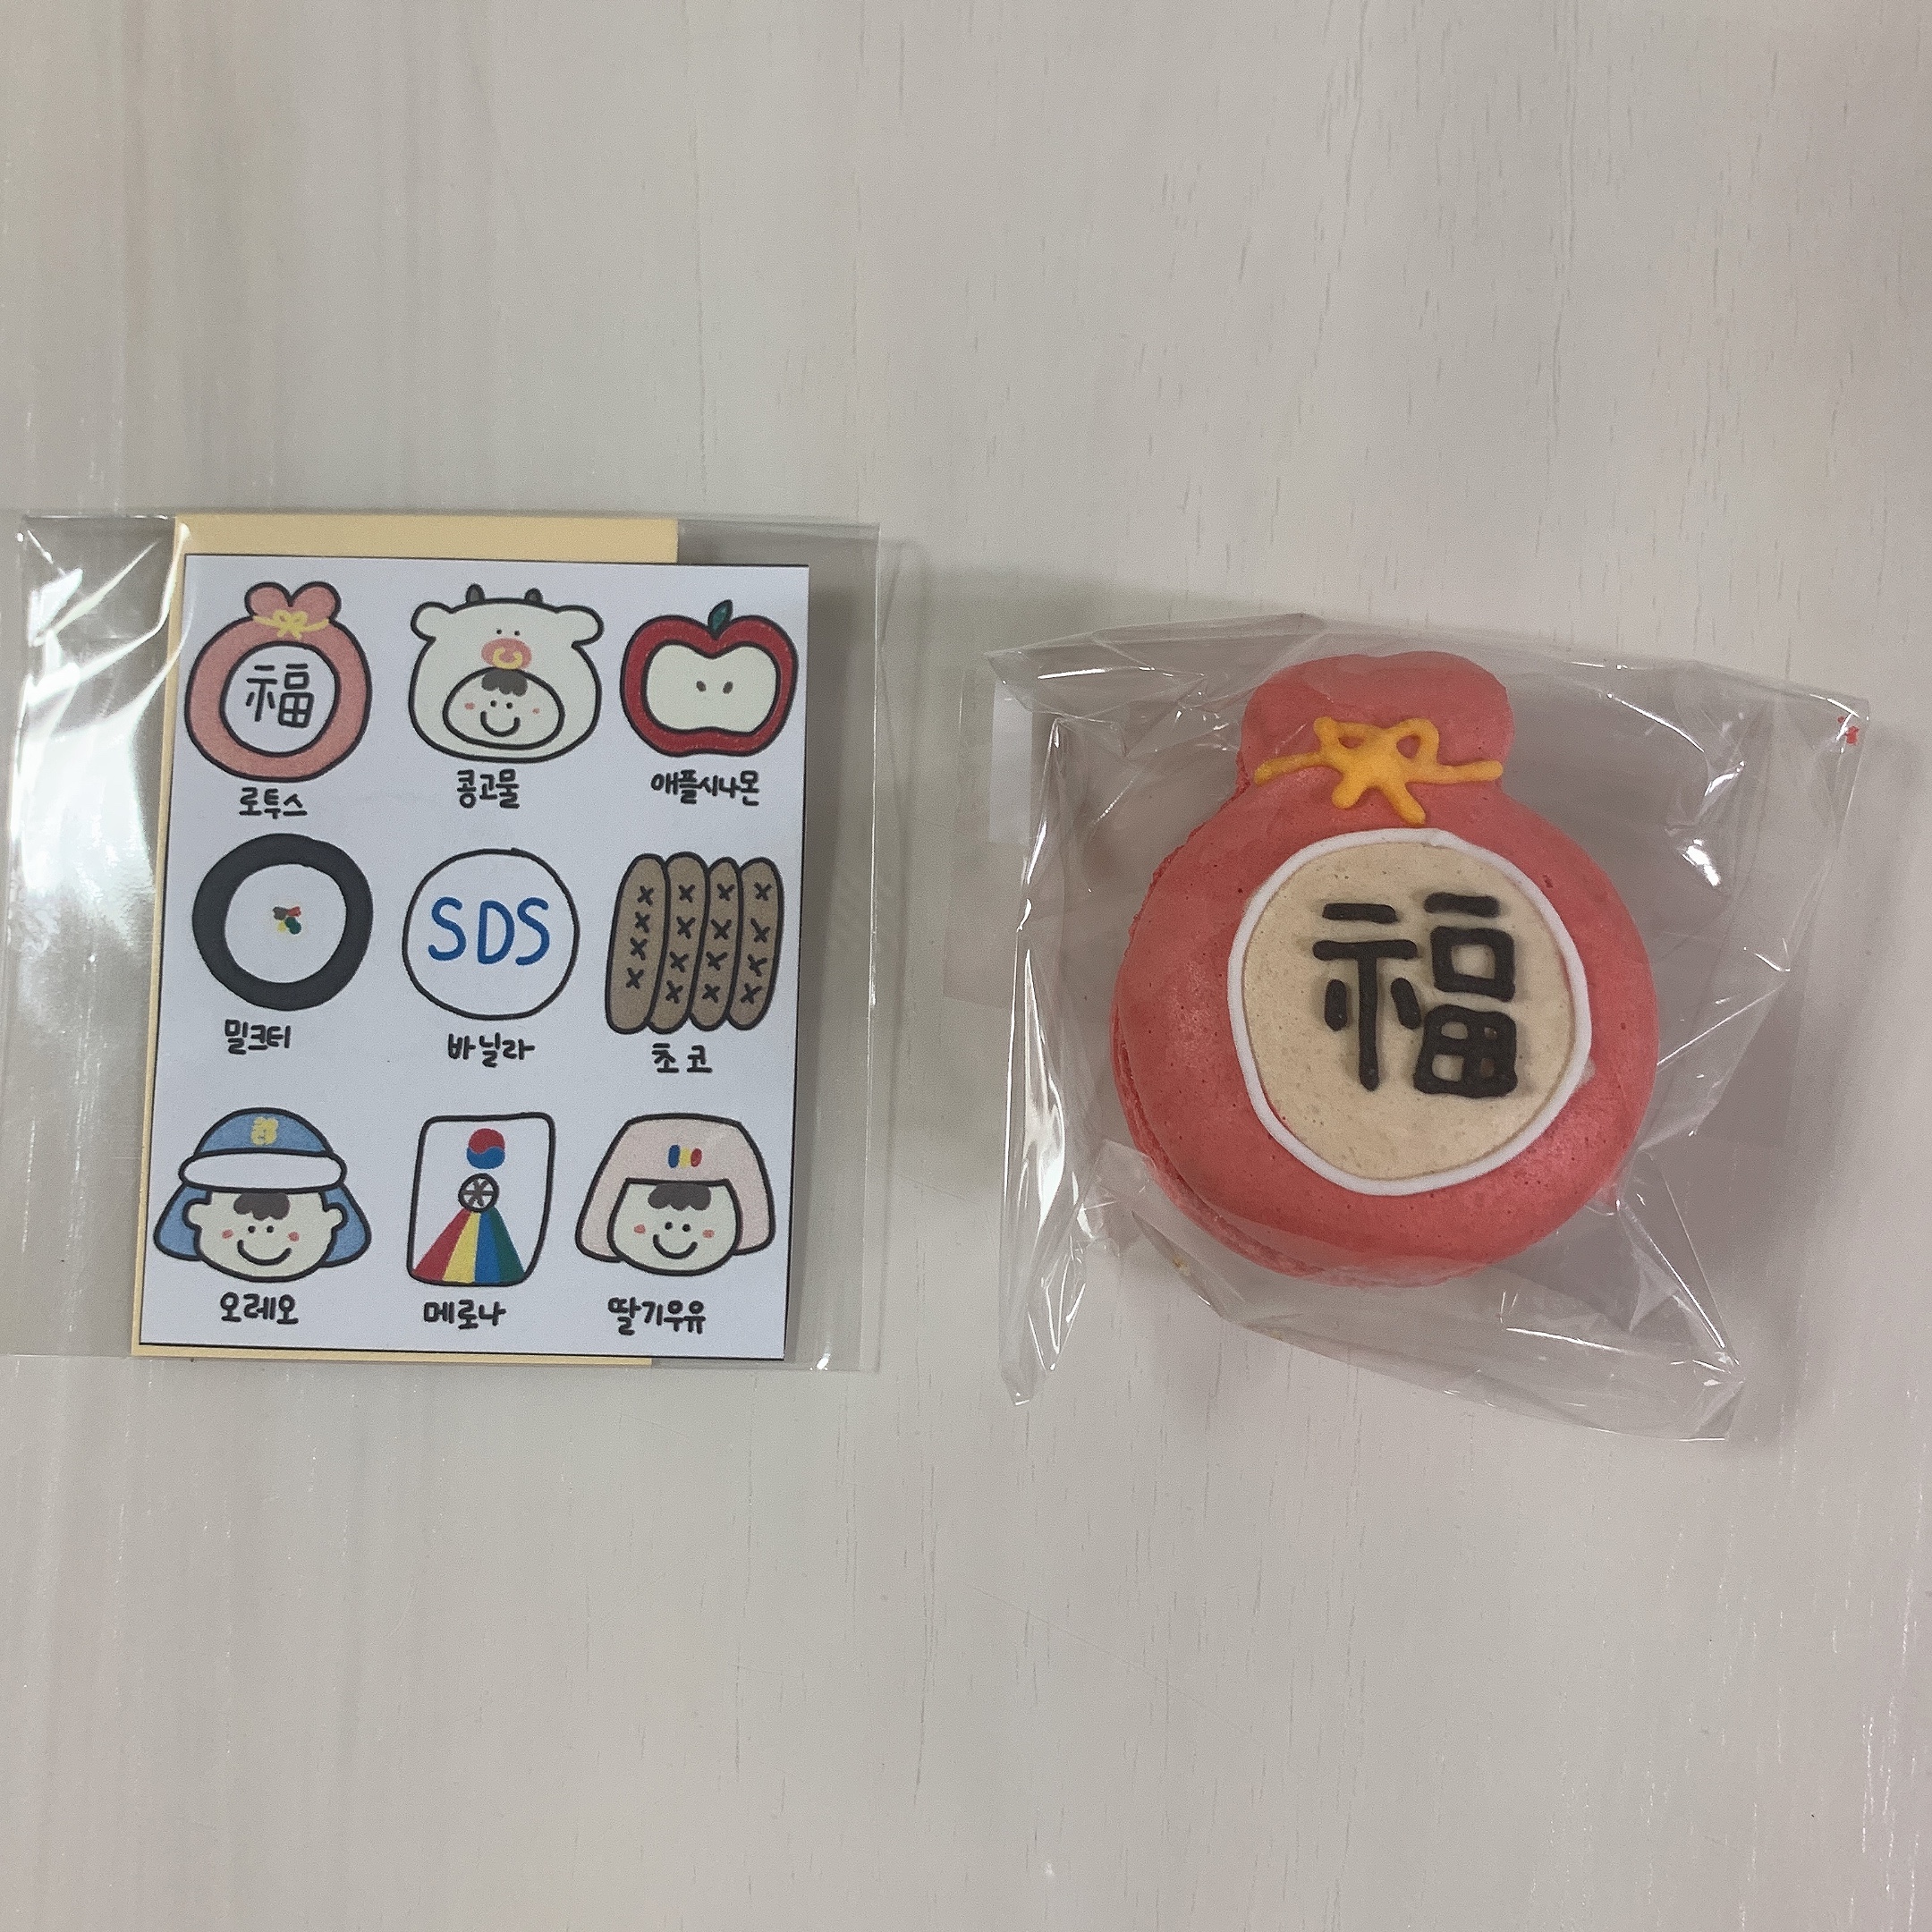 福
로투스
콩고물
애플시나몬
밀크티
SDS
바닐라
초코
오레오
메로나
딸기우유
福